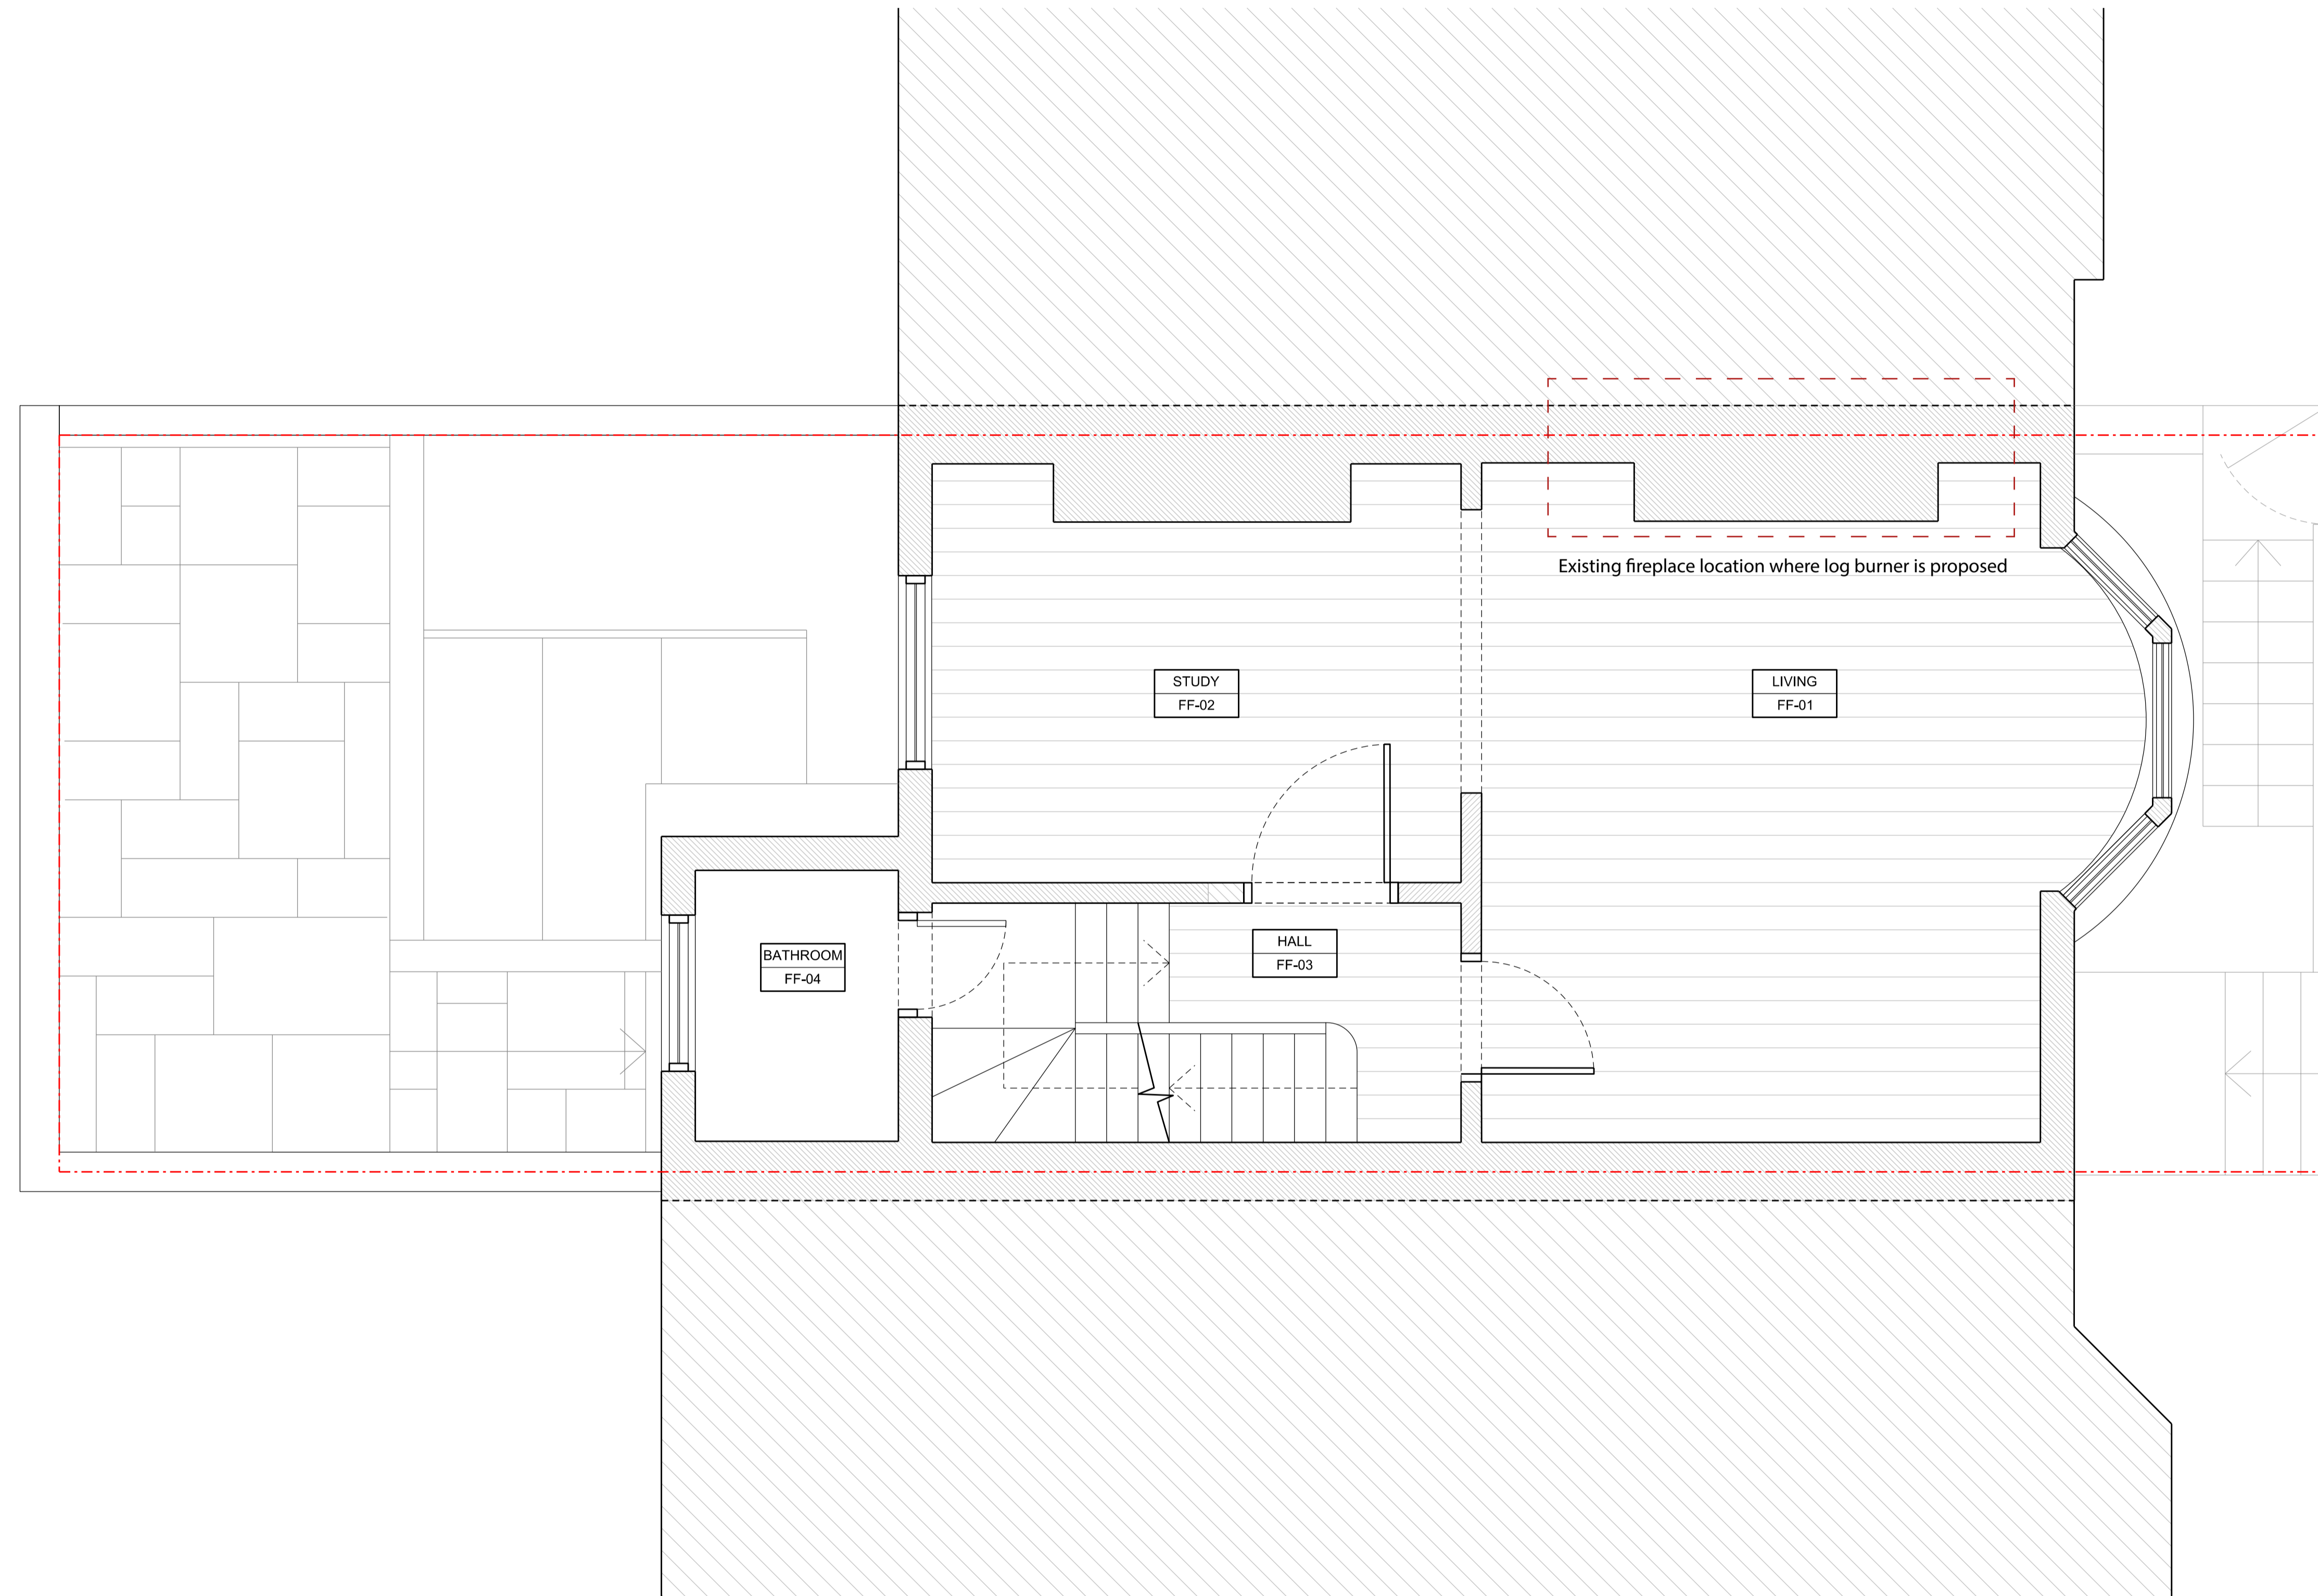 Existing fireplace location where log burner is proposed
STUDY
FF-02
LIVING
FF-01
HALL
FF-03
BATHROOM
FF-04